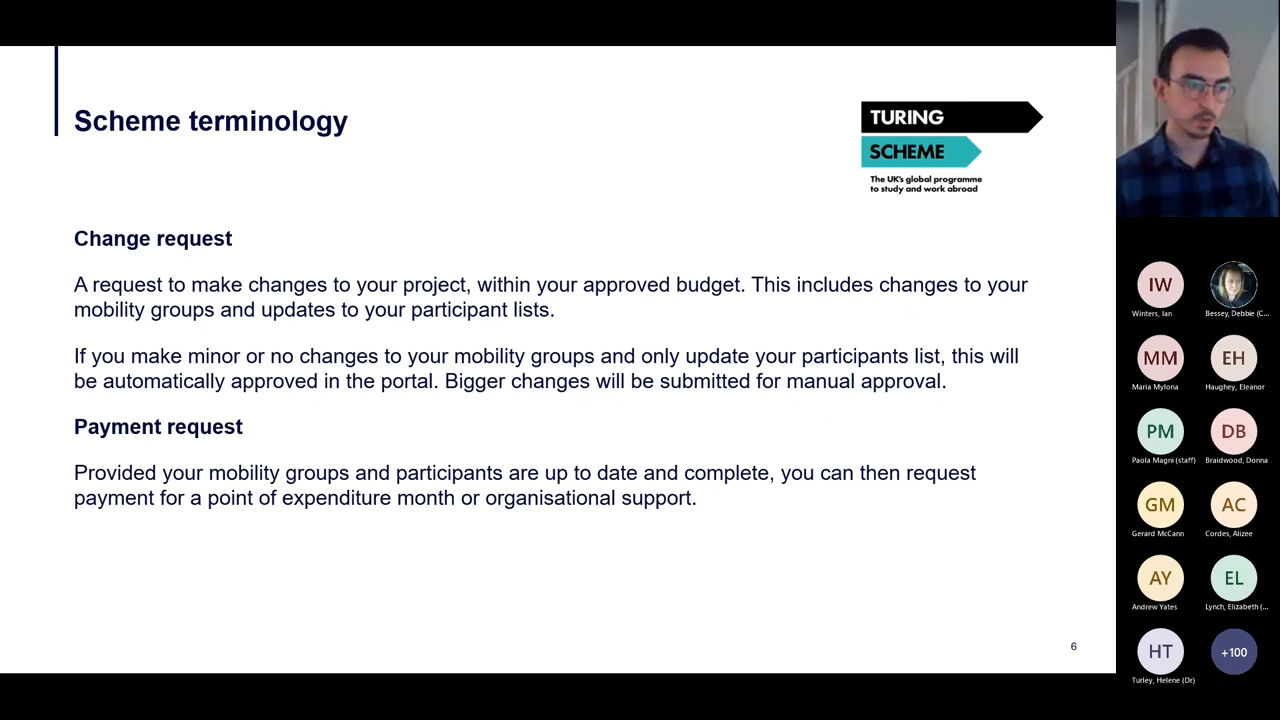 Scheme terminology
TURING
SCHEME
The UK's global programme
to study and work abroad
Change request
A request to make changes to your project, within your approved budget. This includes changes to your
mobility groups and updates to your participant lists.
If you make minor or no changes to your mobility groups and only update your participants list, this will
be automatically approved in the portal. Bigger changes will be submitted for manual approval.
Payment request
Provided your mobility groups and participants are up to date and complete, you can then request
payment for a point of expenditure month or organisational support.
6
IW
Winters, Ian
Bessey, Debbie (C...
MM
Maria Mylona
EH
Haughey, Eleanor
PM
Paola Magni (staff)
DB
Braidwood, Donna
GM
Gerard McCann
AC
Cordes, Alizee
AY
Andrew Yates
EL
Lynch, Elizabeth (...
HT
Turley, Helene (Dr)
+100